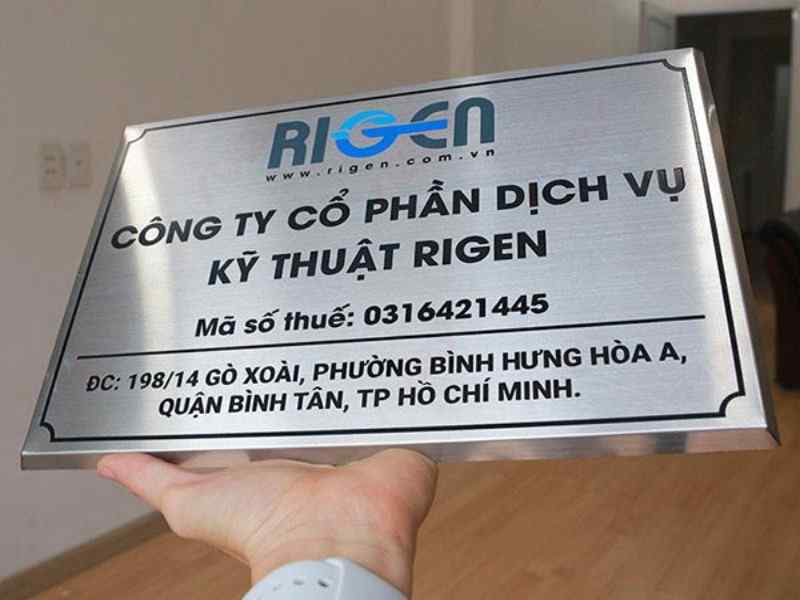 RIGEN
www.rigen.com.vn
CÔNG TY CỔ PHẦN DỊCH VỤ
KỸ THUẬT RIGEN
Mã số thuế: 0316421445
ĐC: 198/14 GÒ XOÀI, PHƯỜNG BÌNH HƯNG HÒA A,
QUẬN BÌNH TÂN, TP HỒ CHÍ MINH.